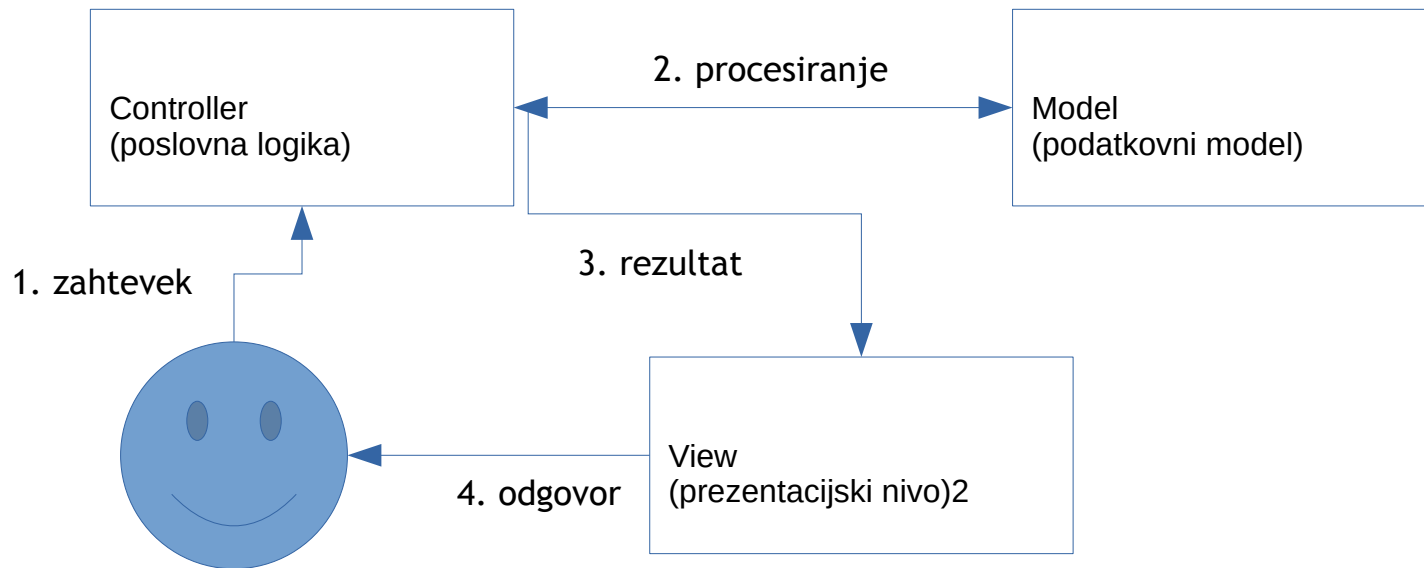 2. procesiranje
Controller
(poslovna logika)
Model
(podatkovni model)
3. rezultat
1. zahtevek
View
(prezentacijski nivo)2
4. odgovor